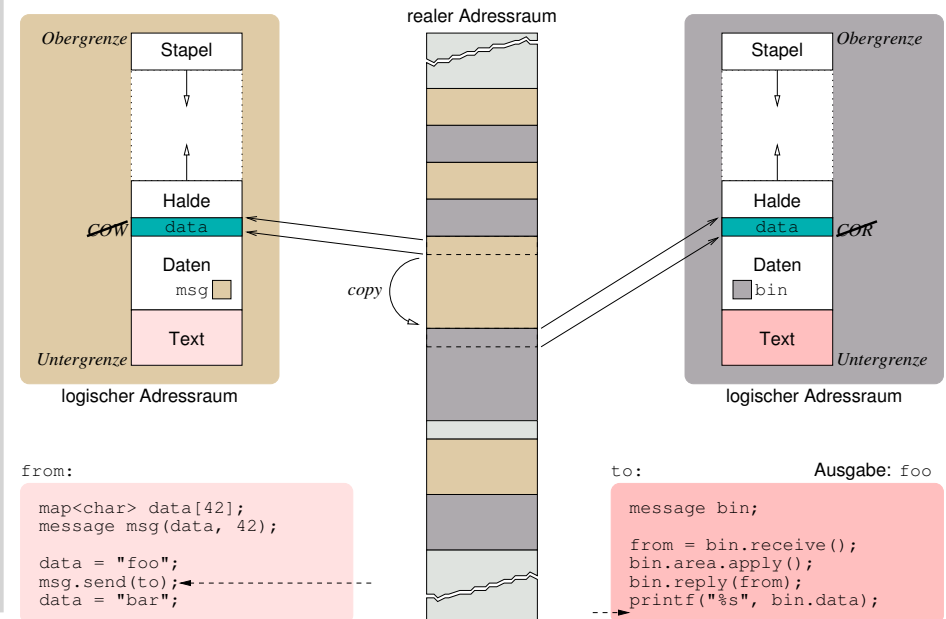 realer Adressraum
Obergrenze
Stapel
Halde
COW
data
Daten
msg
Text
Untergrenze
logischer Adressraum
copy
Obergrenze
Stapel
Halde
data
COR
Daten
bin
Text
Untergrenze
logischer Adressraum
from:
map<char> data[42];
message msg(data, 42);
data = "foo";
msg.send(to);
data = "bar";
to: Ausgabe: foo
message bin;
from = bin.receive();
bin.area.apply();
bin.reply(from);
printf("%s", bin.data);